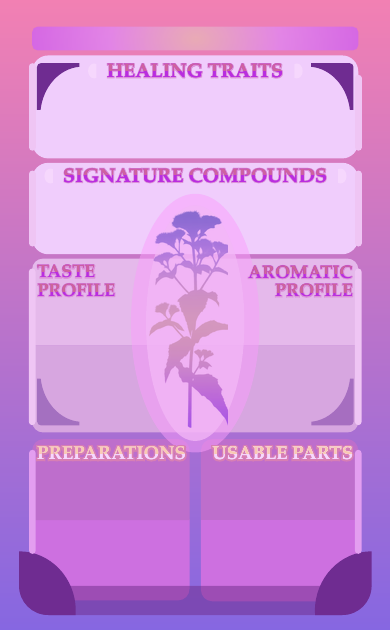 HEALING TRAITS
SIGNATURE COMPOUNDS
TASTE
PROFILE
AROMATIC
PROFILE
PREPARATIONS
USABLE PARTS